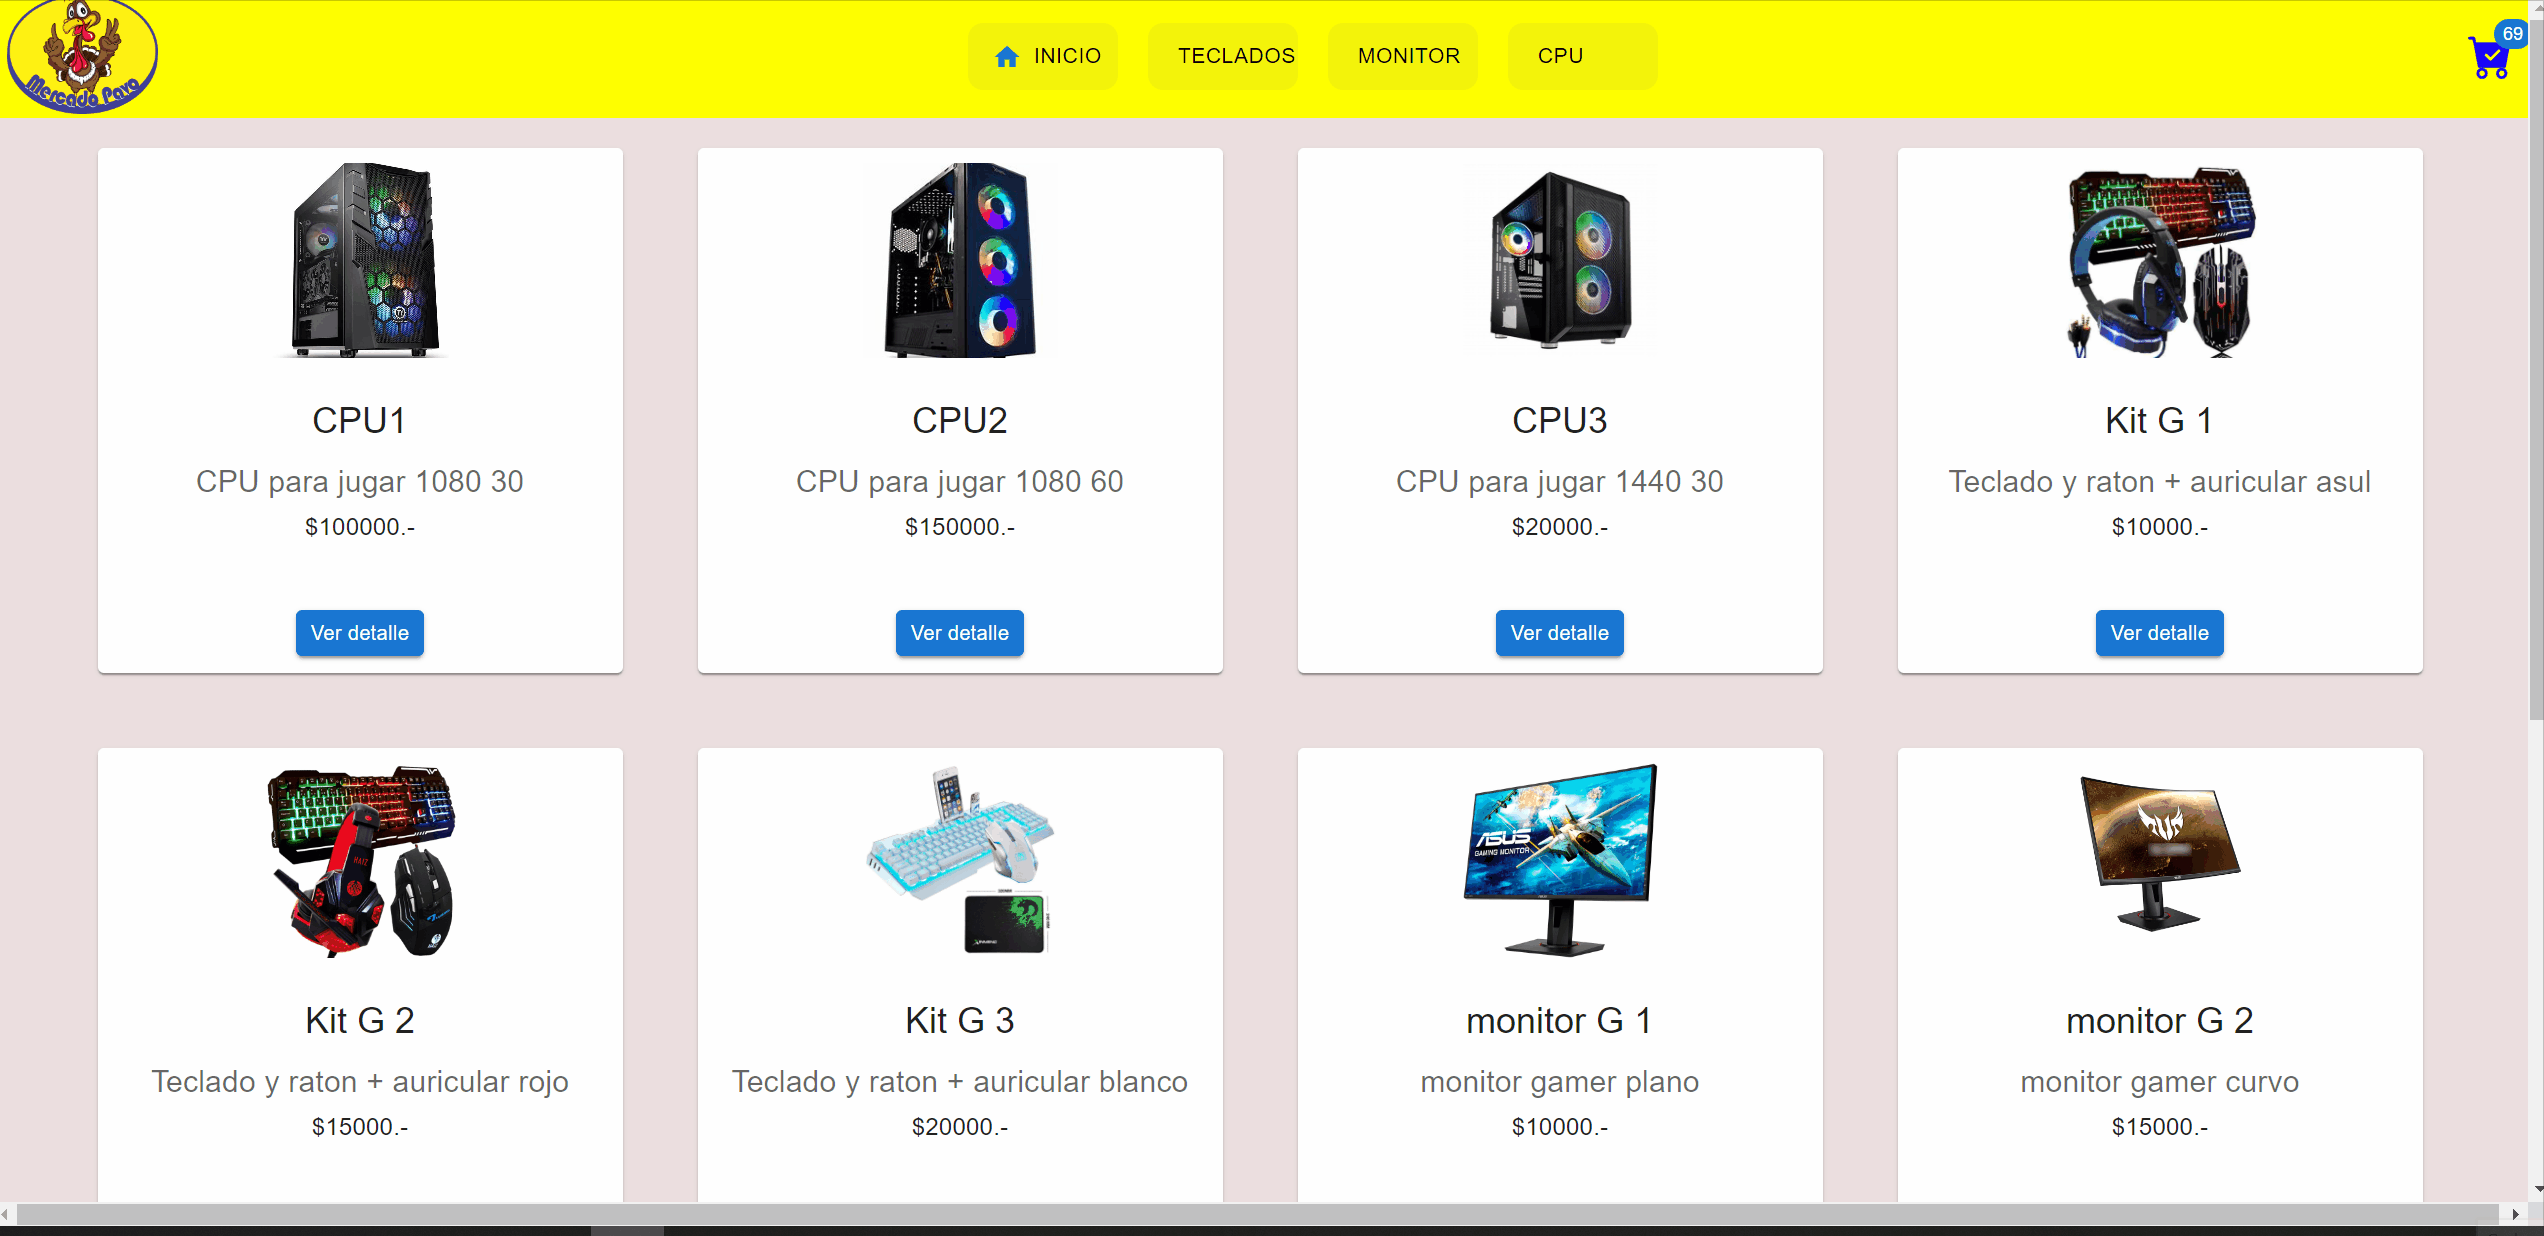 Mercado Pavo
INICIO
TECLADOS
MONITOR
CPU
69
CPU1
CPU para jugar 1080 30
$100000.-
Ver detalle
CPU2
CPU para jugar 1080 60
$150000.-
Ver detalle
CPU3
CPU para jugar 1440 30
$20000.-
Ver detalle
Kit G 1
Teclado y raton + auricular asul
$10000.-
Ver detalle
Kit G 2
Teclado y raton + auricular rojo
$15000.-
Kit G 3
Teclado y raton + auricular blanco
$20000.-
ASUS
GAMING MONITOR
monitor G 1
monitor gamer plano
$10000.-
monitor G 2
monitor gamer curvo
$15000.-